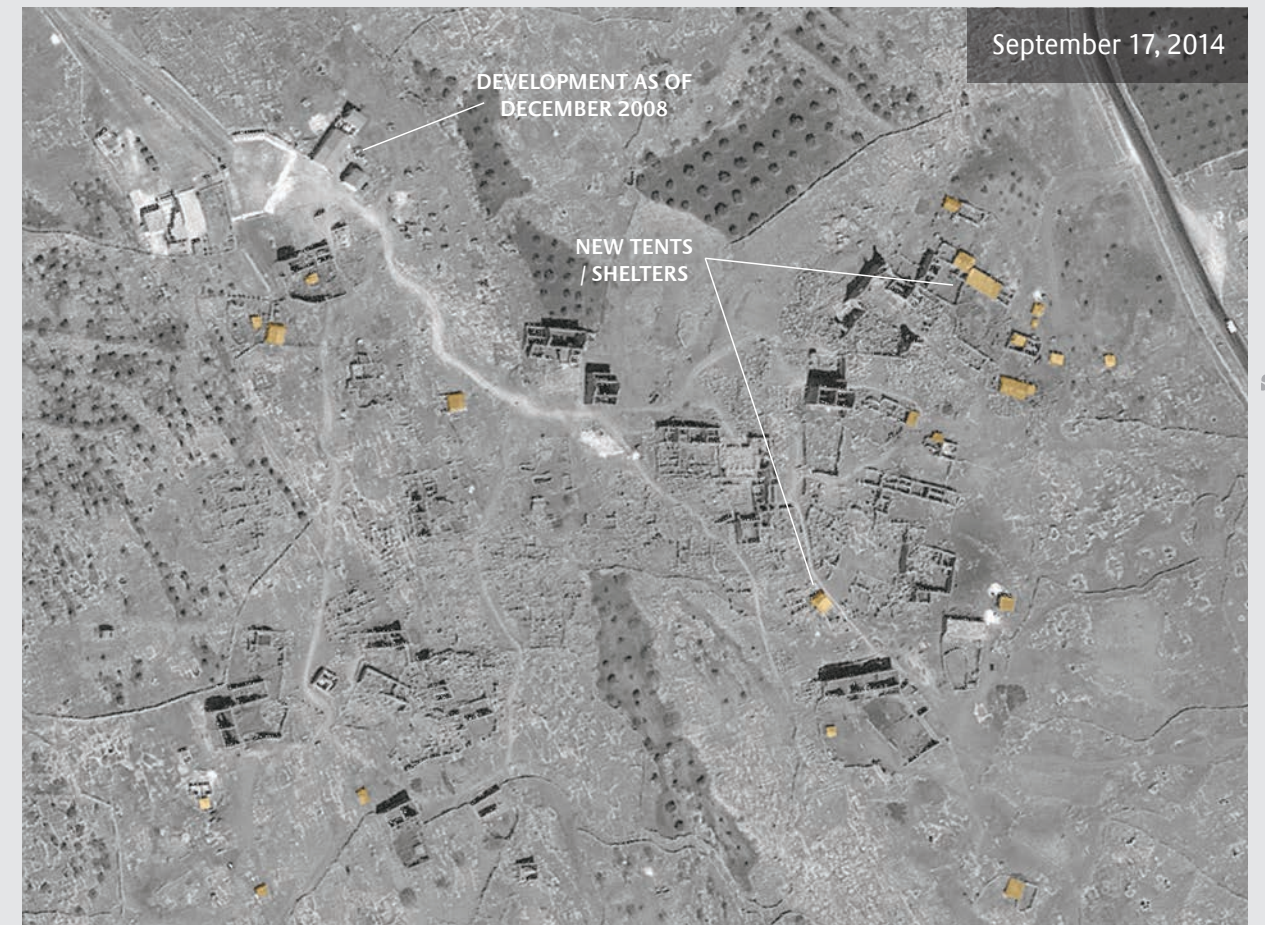 September 17, 2014
DEVELOPMENT AS OF
DECEMBER 2008
NEW TENTS
/ SHELTERS